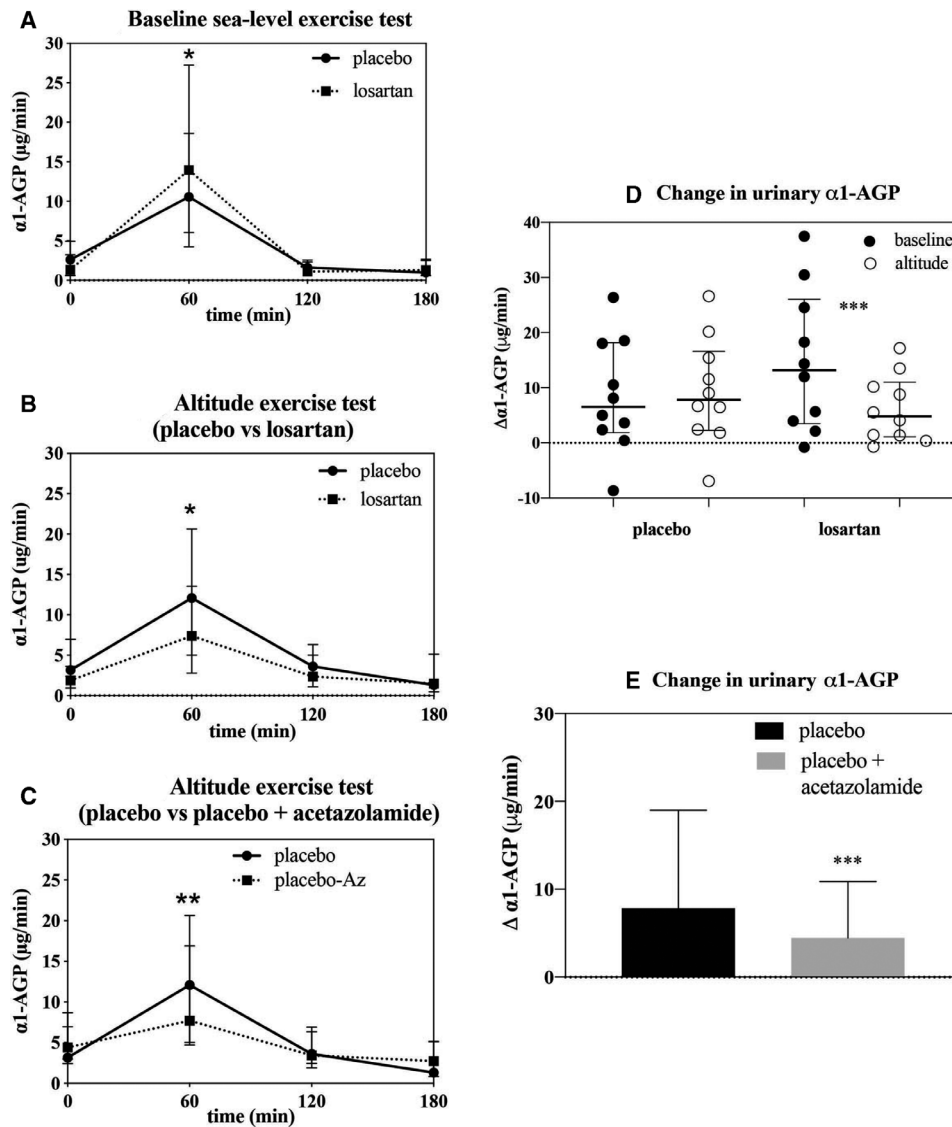 A
Baseline sea-level exercise test
30
25
20
15
10
5
0
α1-AGP (µg/min)
*
placebo
losartan
0
60
120
180
time (min)
B
Altitude exercise test
(placebo vs losartan)
30
25
20
15
10
5
0
α1-AGP (ug/min)
*
placebo
losartan
0
60
120
180
time (min)
C
Altitude exercise test
(placebo vs placebo + acetazolamide)
30
25
20
15
10
5
0
α1-AGP (µg/min)
**
placebo
placebo-Az
0
60
120
180
time (min)
D
Change in urinary α1-AGP
40
30
20
10
0
-10
Δα1-AGP (µg/min)
baseline
altitude
***
placebo
losartan
E
Change in urinary α1-AGP
30
20
10
0
Δ α1-AGP (µg/min)
placebo
placebo +
acetazolamide
***